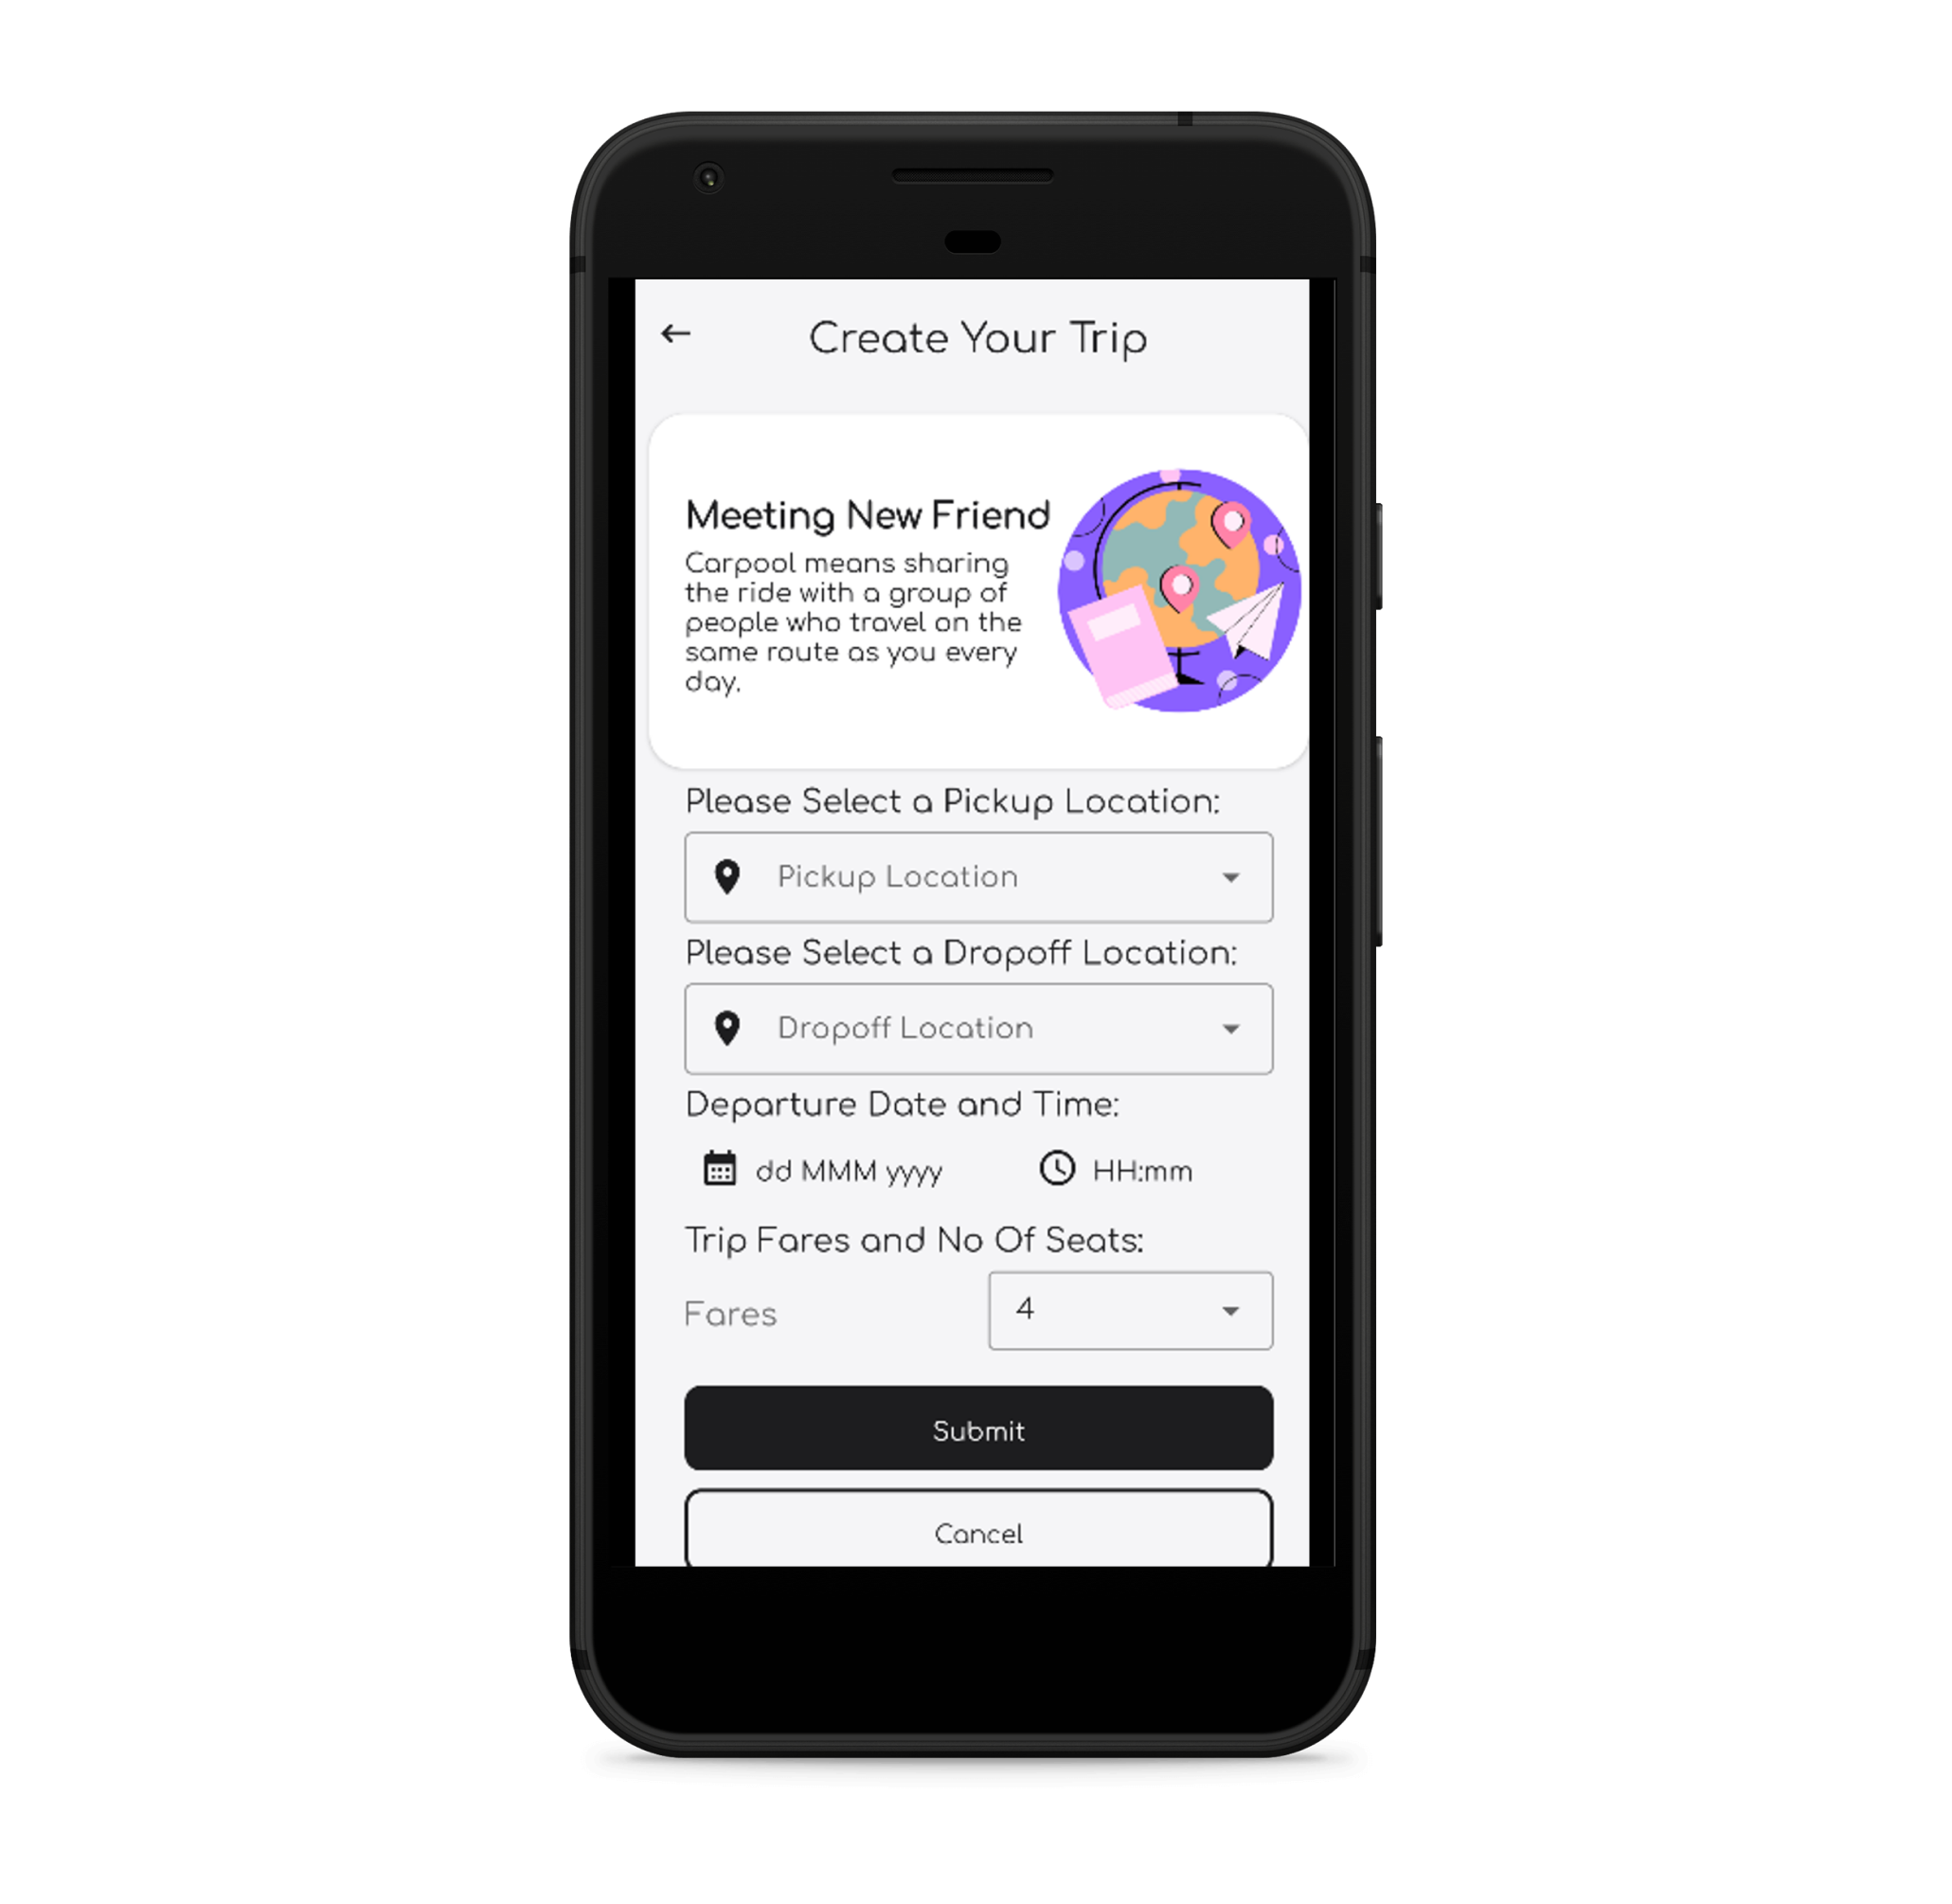 Create Your Trip
Meeting New Friend
Carpool means sharing
the ride with a group of
people who travel on the
same route as you every
day.
Please Select a Pickup Location:
Pickup Location
Please Select a Dropoff Location:
Dropoff Location
Departure Date and Time:
dd MMM yyyy HH:mm
Trip Fares and No Of Seats:
Fares 4
Submit
Cancel